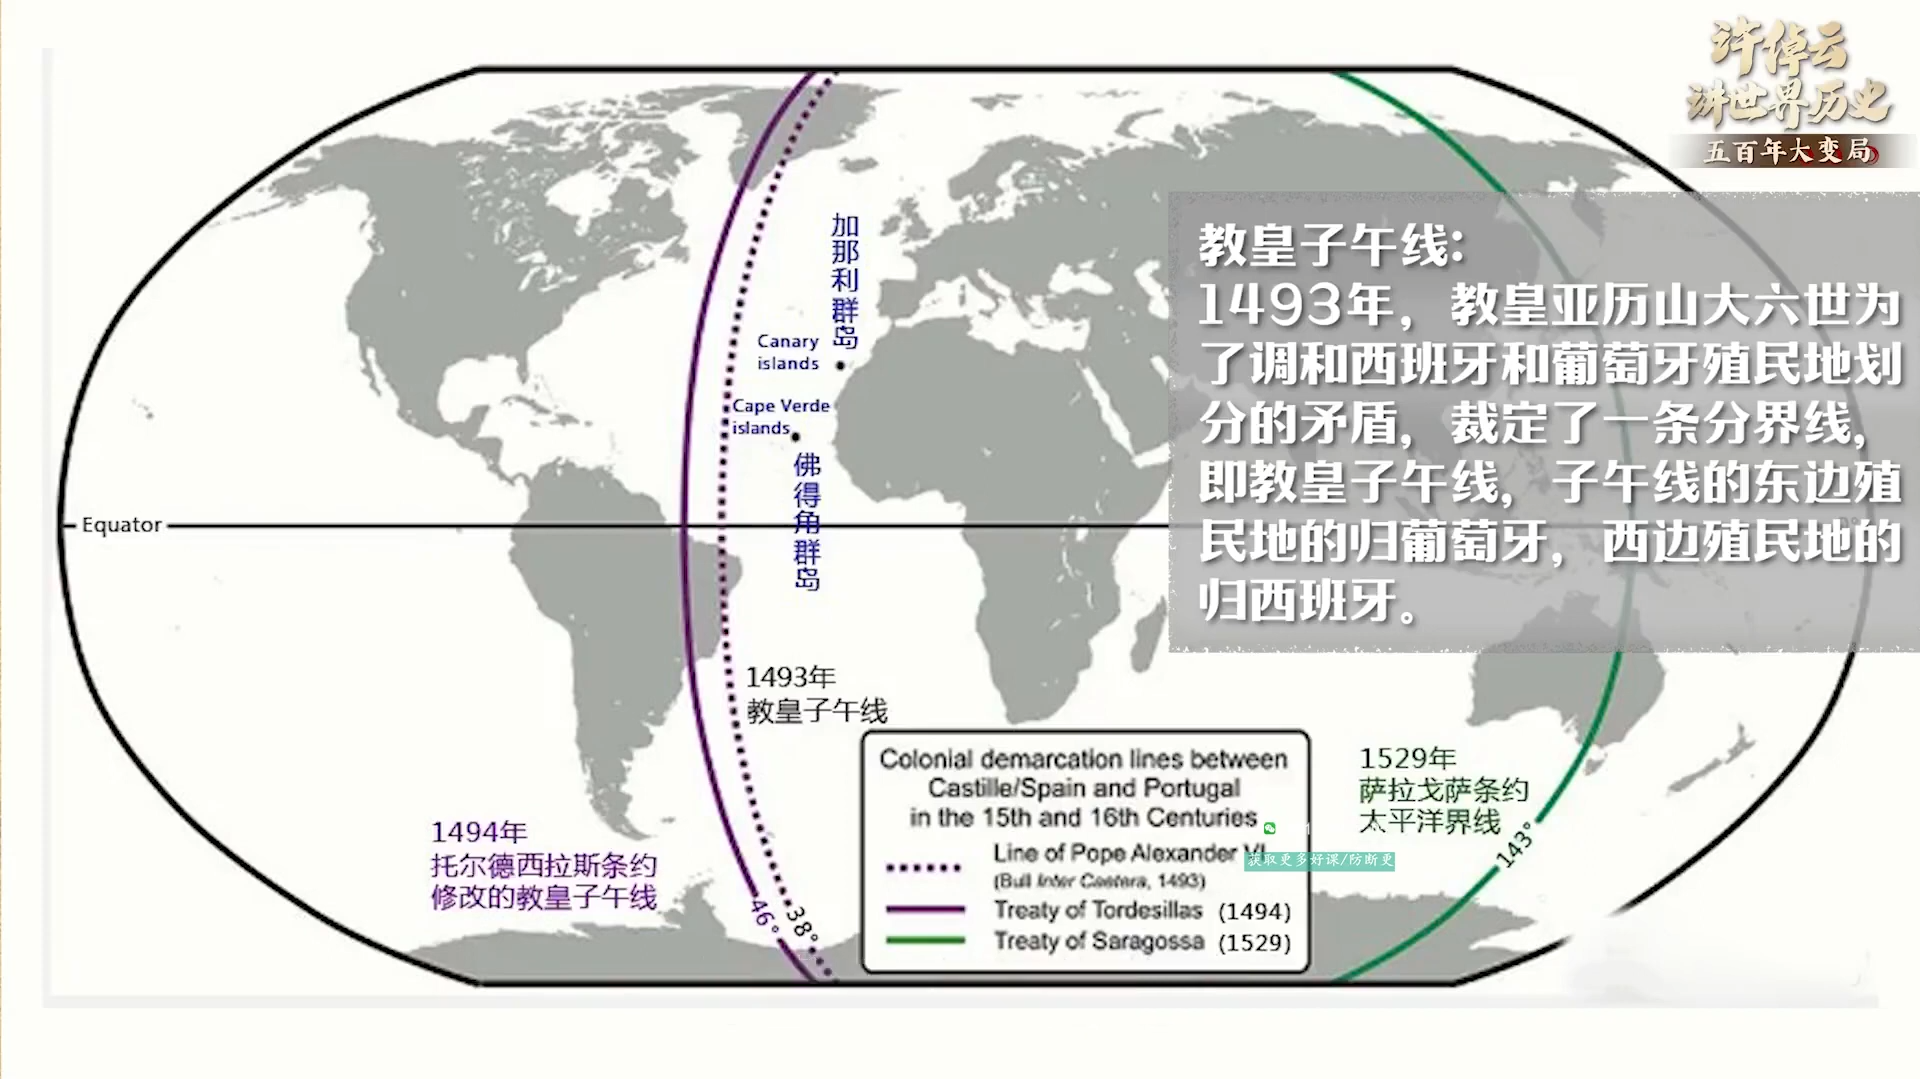 许倬云
讲世界历史
五百年大变局
教皇子午线：
1493年，教皇亚历山大六世为
了调和西班牙和葡萄牙殖民地划
分的矛盾，裁定了一条分界线，
即教皇子午线，子午线的东边殖
民地的归葡萄牙，西边殖民地的
归西班牙。
加那利群岛
Canary
islands
Cape Verde
islands
佛得角群岛
Equator
1493年
教皇子午线
1494年
托尔德西拉斯条约
修改的教皇子午线
1529年
萨拉戈萨条约
太平洋界线
46°
38°
143°
Colonial demarcation lines between
Castille/Spain and Portugal
in the 15th and 16th Centuries
Line of Pope Alexander VI
(Bull Inter Caetera, 1493)
Treaty of Tordesillas (1494)
Treaty of Saragossa (1529)
获取更多好课/防断更